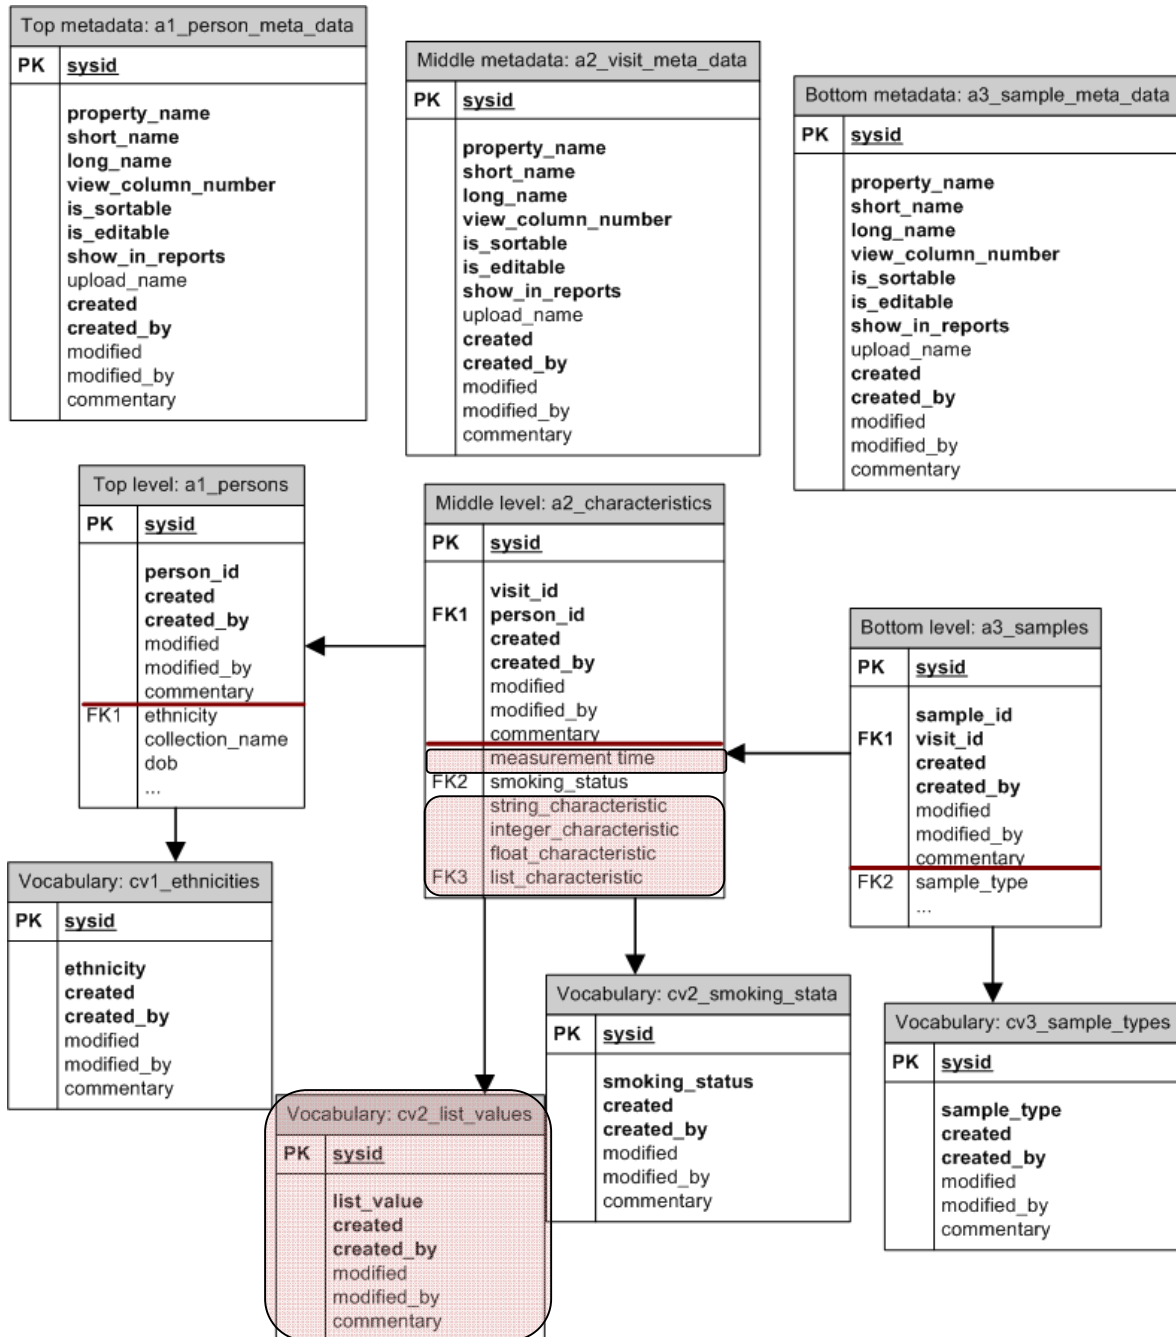 Top metadata: a1_person_meta_data
PK sysid
property_name
short_name
long_name
view_column_number
is_sortable
is_editable
show_in_reports
upload_name
created
created_by
modified
modified_by
commentary
Middle metadata: a2_visit_meta_data
PK sysid
property_name
short_name
long_name
view_column_number
is_sortable
is_editable
show_in_reports
upload_name
created
created_by
modified
modified_by
commentary
Bottom metadata: a3_sample_meta_data
PK sysid
property_name
short_name
long_name
view_column_number
is_sortable
is_editable
show_in_reports
upload_name
created
created_by
modified
modified_by
commentary
Top level: a1_persons
PK sysid
person_id
created
created_by
modified
modified_by
commentary
FK1 ethnicity
collection_name
dob
...
Middle level: a2_characteristics
PK sysid
visit_id
FK1 person_id
created
created_by
modified
modified_by
commentary
measurement time
FK2 smoking_status
string_characteristic
integer_characteristic
float_characteristic
FK3 list_characteristic
Bottom level: a3_samples
PK sysid
sample_id
FK1 visit_id
created
created_by
modified
modified_by
commentary
FK2 sample_type
...
Vocabulary: cv1_ethnicities
PK sysid
ethnicity
created
created_by
modified
modified_by
commentary
Vocabulary: cv2_list_values
PK sysid
list_value
created
created_by
modified
modified_by
commentary
Vocabulary: cv2_smoking_stata
PK sysid
smoking_status
created
created_by
modified
modified_by
commentary
Vocabulary: cv3_sample_types
PK sysid
sample_type
created
created_by
modified
modified_by
commentary